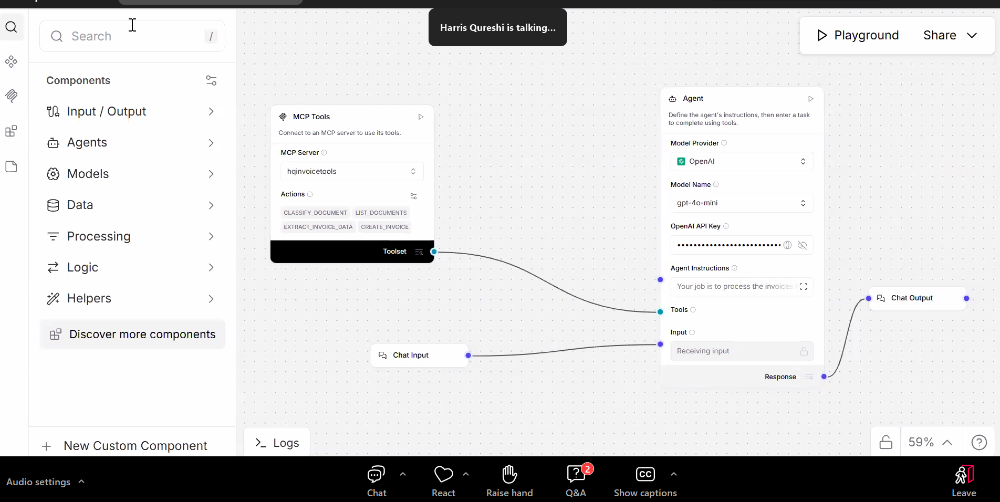 Harris Qureshi is talking...
Search /
Playground
Share
Components
Input / Output
Agents
Models
Data
Processing
Logic
Helpers
Discover more components
New Custom Component
MCP Tools
Connect to an MCP server to use its tools.
MCP Server
hqinvoicetools
Actions
CLASSIFY_DOCUMENT LIST_DOCUMENTS
EXTRACT_INVOICE_DATA CREATE_INVOICE
Toolset
Chat Input
Agent
Define the agent's instructions, then enter a task
to complete using tools.
Model Provider
OpenAI
Model Name
gpt-4o-mini
OpenAI API Key
••••••••••••••••••••••••••
Agent Instructions
Your job is to process the invoices
Tools
Input
Receiving input
Response
Chat Output
Logs
59%
Audio settings
Chat
React
Raise hand
2
Q&A
CC
Show captions
Leave